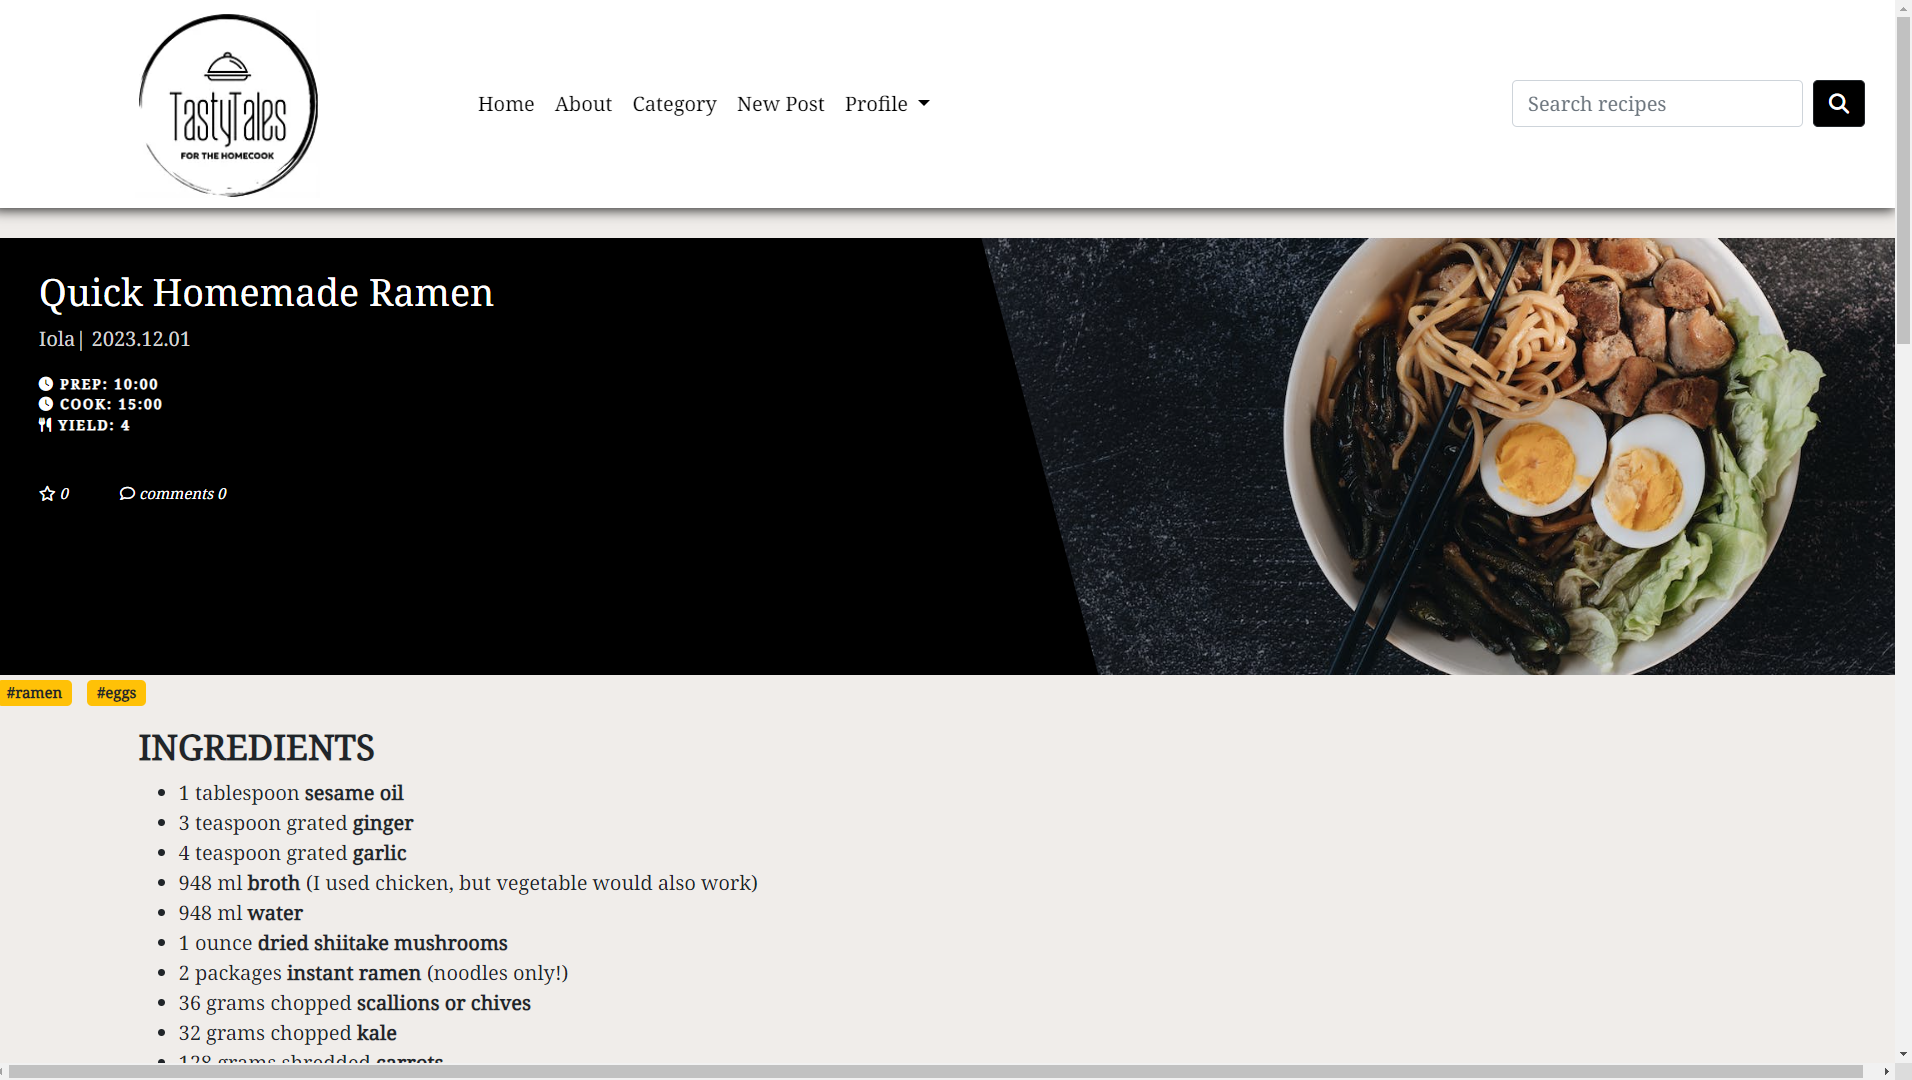 TastyTales
FOR THE HOMECOOK
Home About Category New Post Profile
Search recipes
Quick Homemade Ramen
Iola| 2023.12.01
PREP: 10:00
COOK: 15:00
YIELD: 4
0 comments 0
#ramen #eggs
INGREDIENTS
1 tablespoon sesame oil
3 teaspoon grated ginger
4 teaspoon grated garlic
948 ml broth (I used chicken, but vegetable would also work)
948 ml water
1 ounce dried shiitake mushrooms
2 packages instant ramen (noodles only!)
36 grams chopped scallions or chives
32 grams chopped kale
128 grams shredded carrots